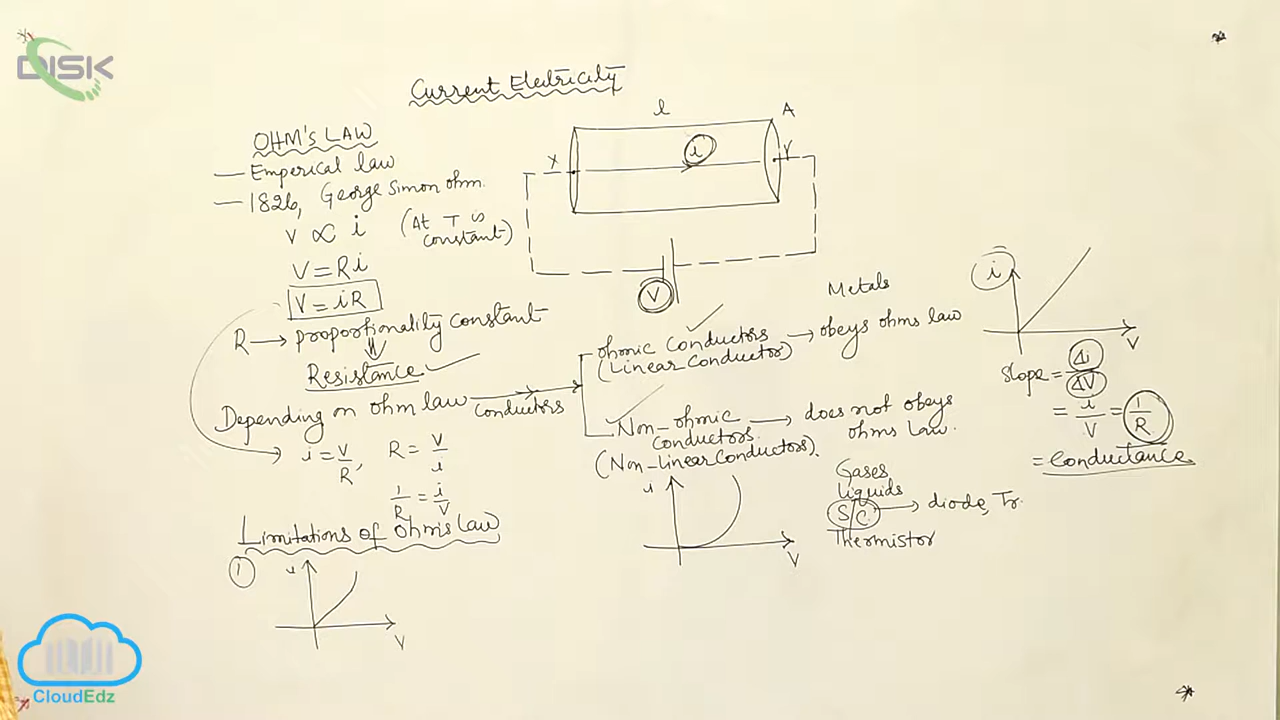 DISK
Current Electricity
OHM's LAW
— Emperical law
— 1826, George Simon ohm.
V ∝ i (At T is constant)
V = Ri
V = iR
R → proportionality constant
Resistance
l
A
X
i
Y
V
Depending on ohm law → Conductors
ohmic Conductors → obeys ohms law
(Linear Conductor)
Metals
Non-ohmic → does not obeys
conductors. ohms law.
(Non-linear Conductors).
Gases
Liquids
S/C → diode, Tr.
Thermistor
i
V
i
V
Slope = Δi/ΔV
= i/V = 1/R
= Conductance
i = V/R, R = V/i
1/R = i/V
Limitations of Ohms law
1
i
V
CloudEdz